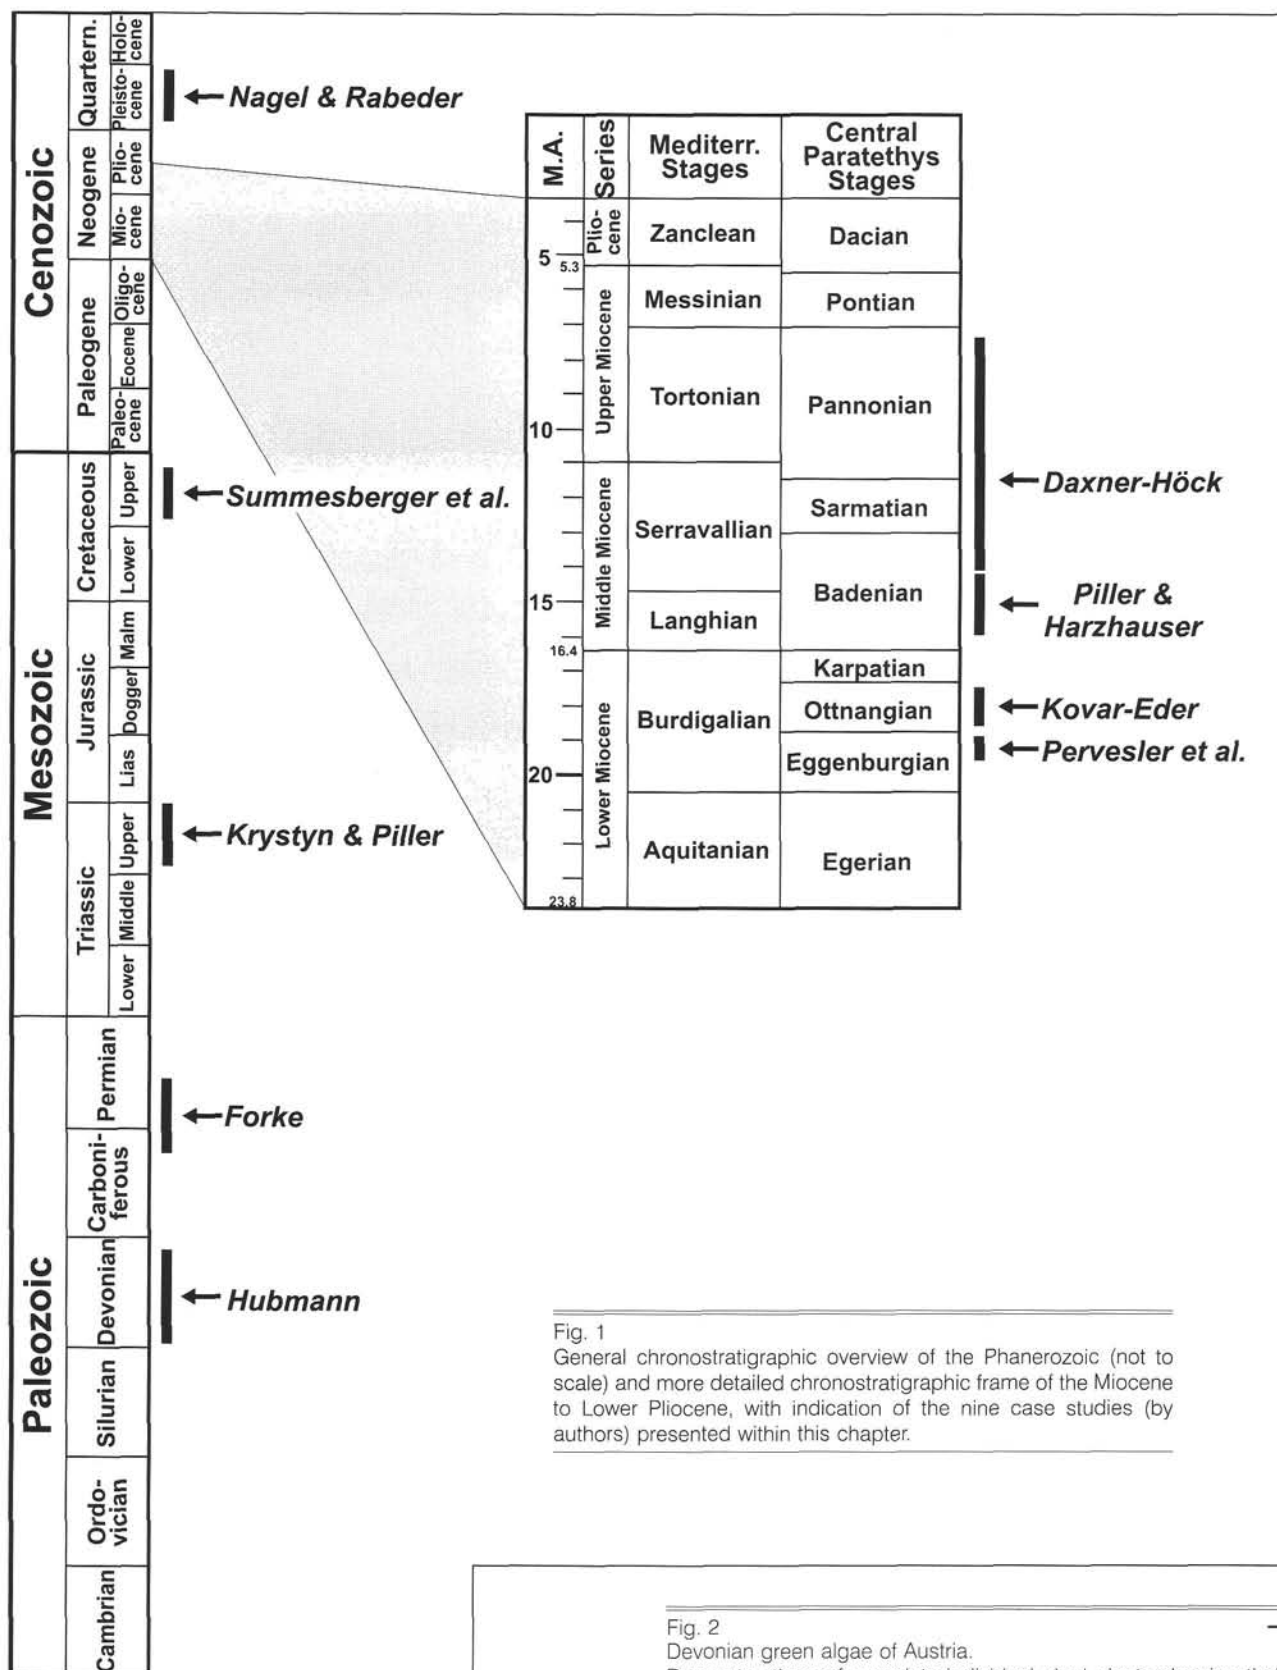 Cenozoic
Quartern.
Holo-
cene
Pleisto-
cene
Neogene
Plio-
cene
Mio-
cene
Paleogene
Oligo-
cene
Eocene
Paleo-
cene
Mesozoic
Cretaceous
Upper
Lower
Jurassic
Malm
Dogger
Lias
Triassic
Upper
Middle
Lower
Paleozoic
Permian
Carboni-
ferous
Devonian
Silurian
Ordo-
vician
Cambrian
Nagel & Rabeder
Summesberger et al.
Krystyn & Piller
Forke
Hubmann
M.A.
Series
Mediterr.
Stages
Central
Paratethys
Stages
5
5.3
10
15
16.4
20
23.8
Plio-
cene
Upper Miocene
Middle Miocene
Lower Miocene
Zanclean
Messinian
Tortonian
Serravallian
Langhian
Burdigalian
Aquitanian
Dacian
Pontian
Pannonian
Sarmatian
Badenian
Karpatian
Ottnangian
Eggenburgian
Egerian
Daxner-Höck
Piller &
Harzhauser
Kovar-Eder
Pervesler et al.
Fig. 1
General chronostratigraphic overview of the Phanerozoic (not to
scale) and more detailed chronostratigraphic frame of the Miocene
to Lower Pliocene, with indication of the nine case studies (by
authors) presented within this chapter.
Fig. 2
Devonian green algae of Austria.